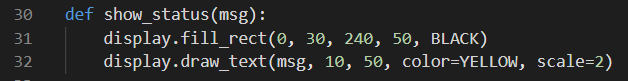 30 def show_status(msg):
31     display.fill_rect(0, 30, 240, 50, BLACK)
32     display.draw_text(msg, 10, 50, color=YELLOW, scale=2)